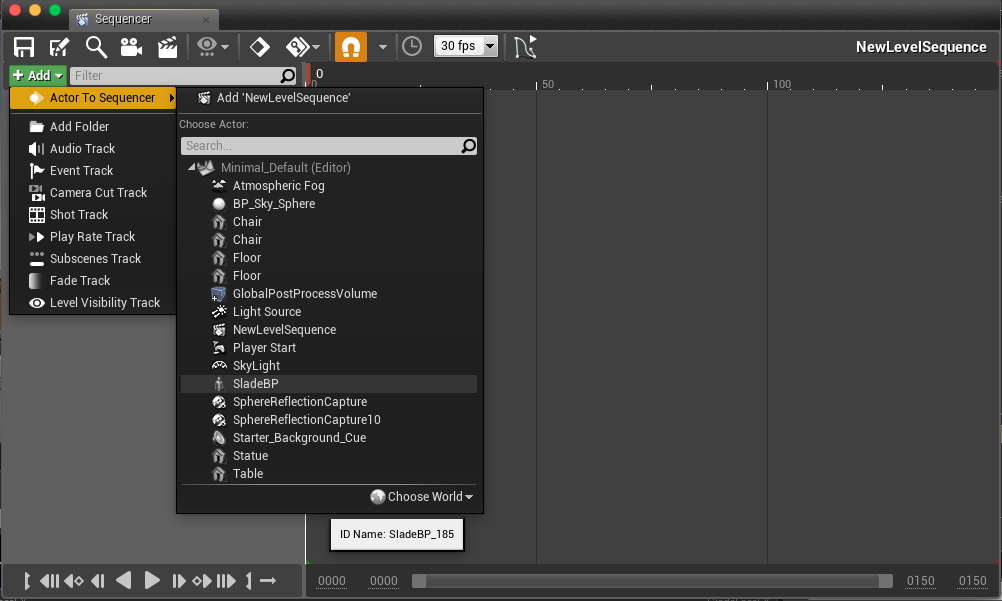 Sequencer
30 fps
NewLevelSequence
Add
Filter
0
0
50
100
Actor To Sequencer
Add Folder
Audio Track
Event Track
Camera Cut Track
Shot Track
Play Rate Track
Subscenes Track
Fade Track
Level Visibility Track
Add 'NewLevelSequence'
Choose Actor:
Search...
Minimal_Default (Editor)
Atmospheric Fog
BP_Sky_Sphere
Chair
Chair
Floor
Floor
GlobalPostProcessVolume
Light Source
NewLevelSequence
Player Start
SkyLight
SladeBP
SphereReflectionCapture
SphereReflectionCapture10
Starter_Background_Cue
Statue
Table
Choose World
ID Name: SladeBP_185
0000 0000 0150 0150